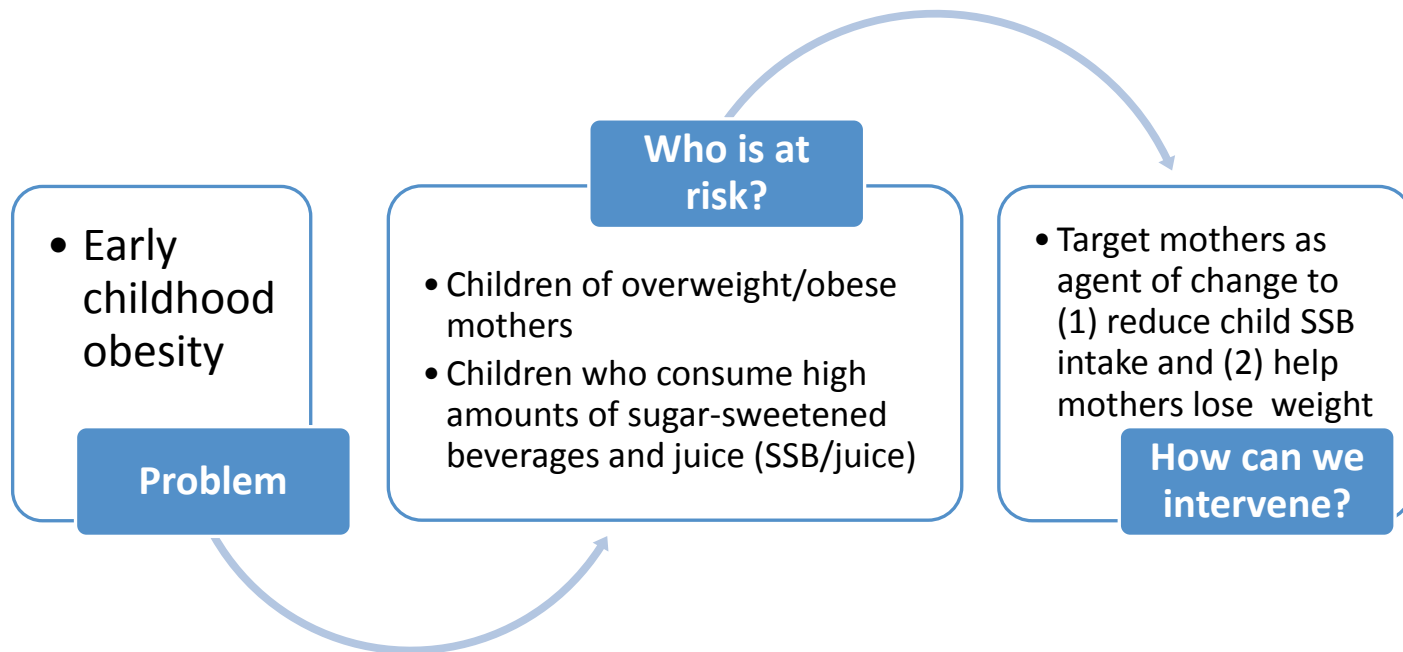 • Early
childhood
obesity
Problem
Who is at
risk?
• Children of overweight/obese
mothers
• Children who consume high
amounts of sugar-sweetened
beverages and juice (SSB/juice)
• Target mothers as
agent of change to
(1) reduce child SSB
intake and (2) help
mothers lose  weight
How can we
intervene?